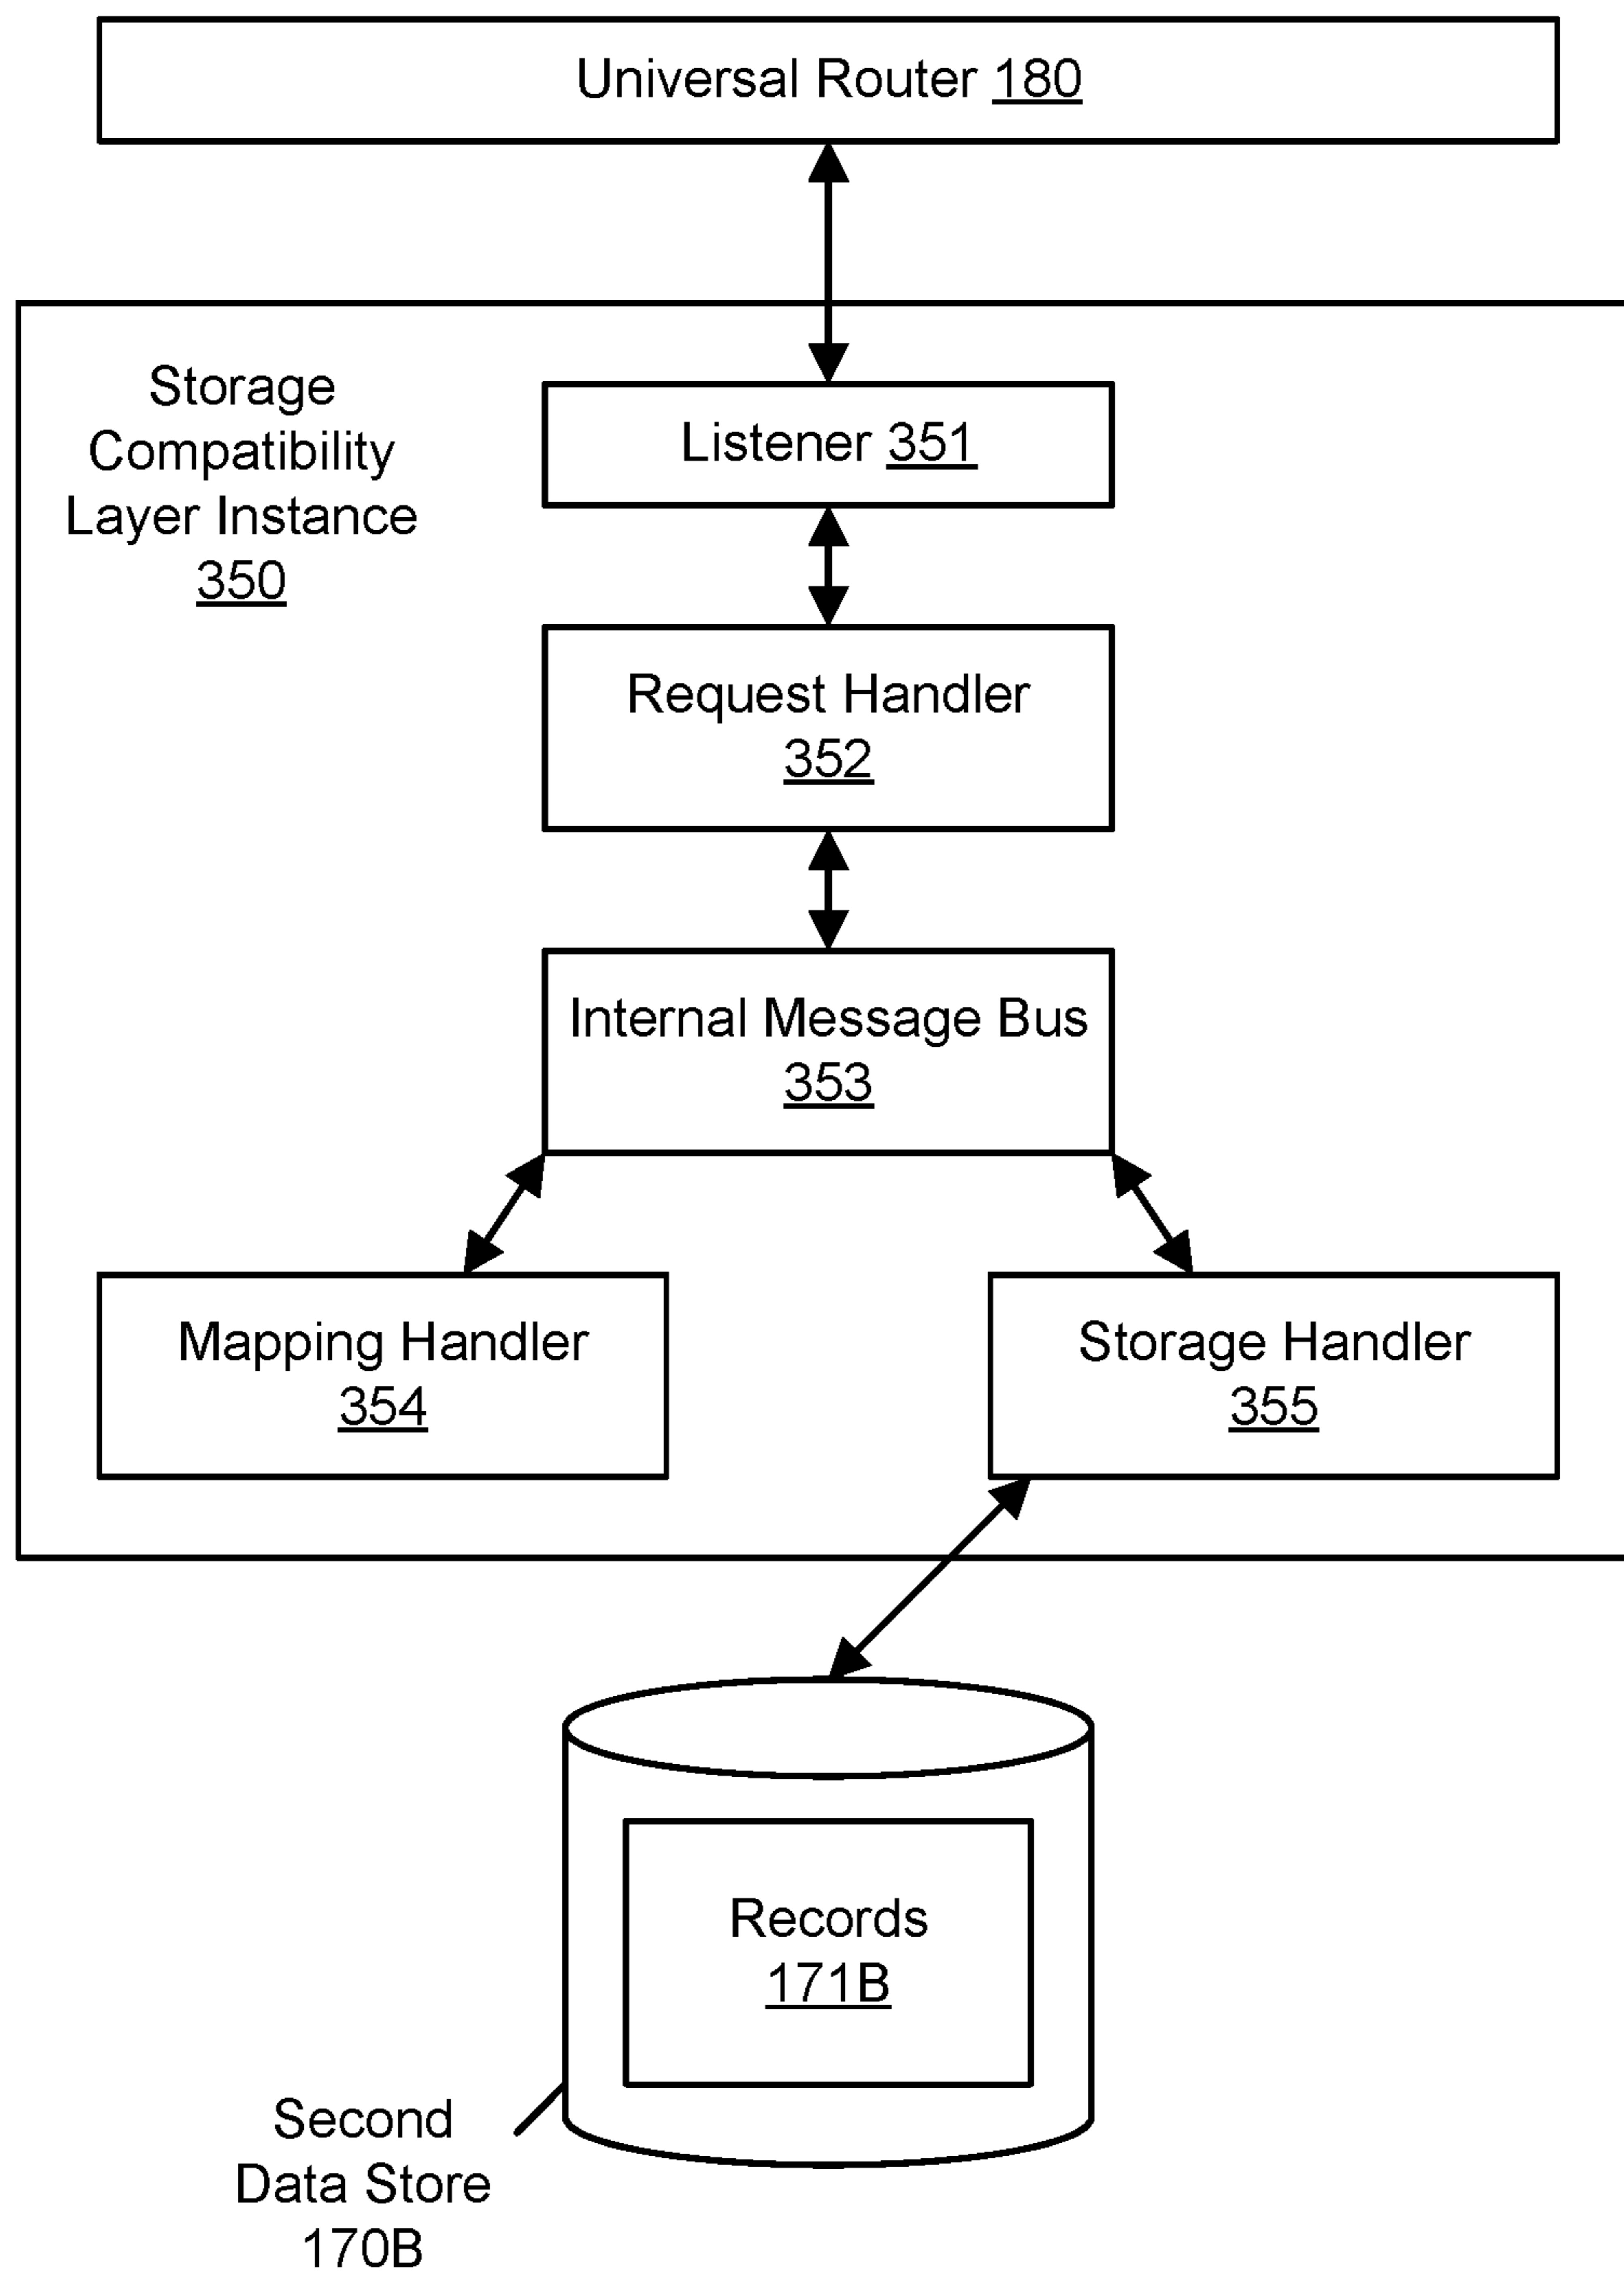 Universal Router 180
Storage
Compatibility
Layer Instance
350
Listener 351
Request Handler
352
Internal Message Bus
353
Mapping Handler
354
Storage Handler
355
Records
171B
Second
Data Store
170B